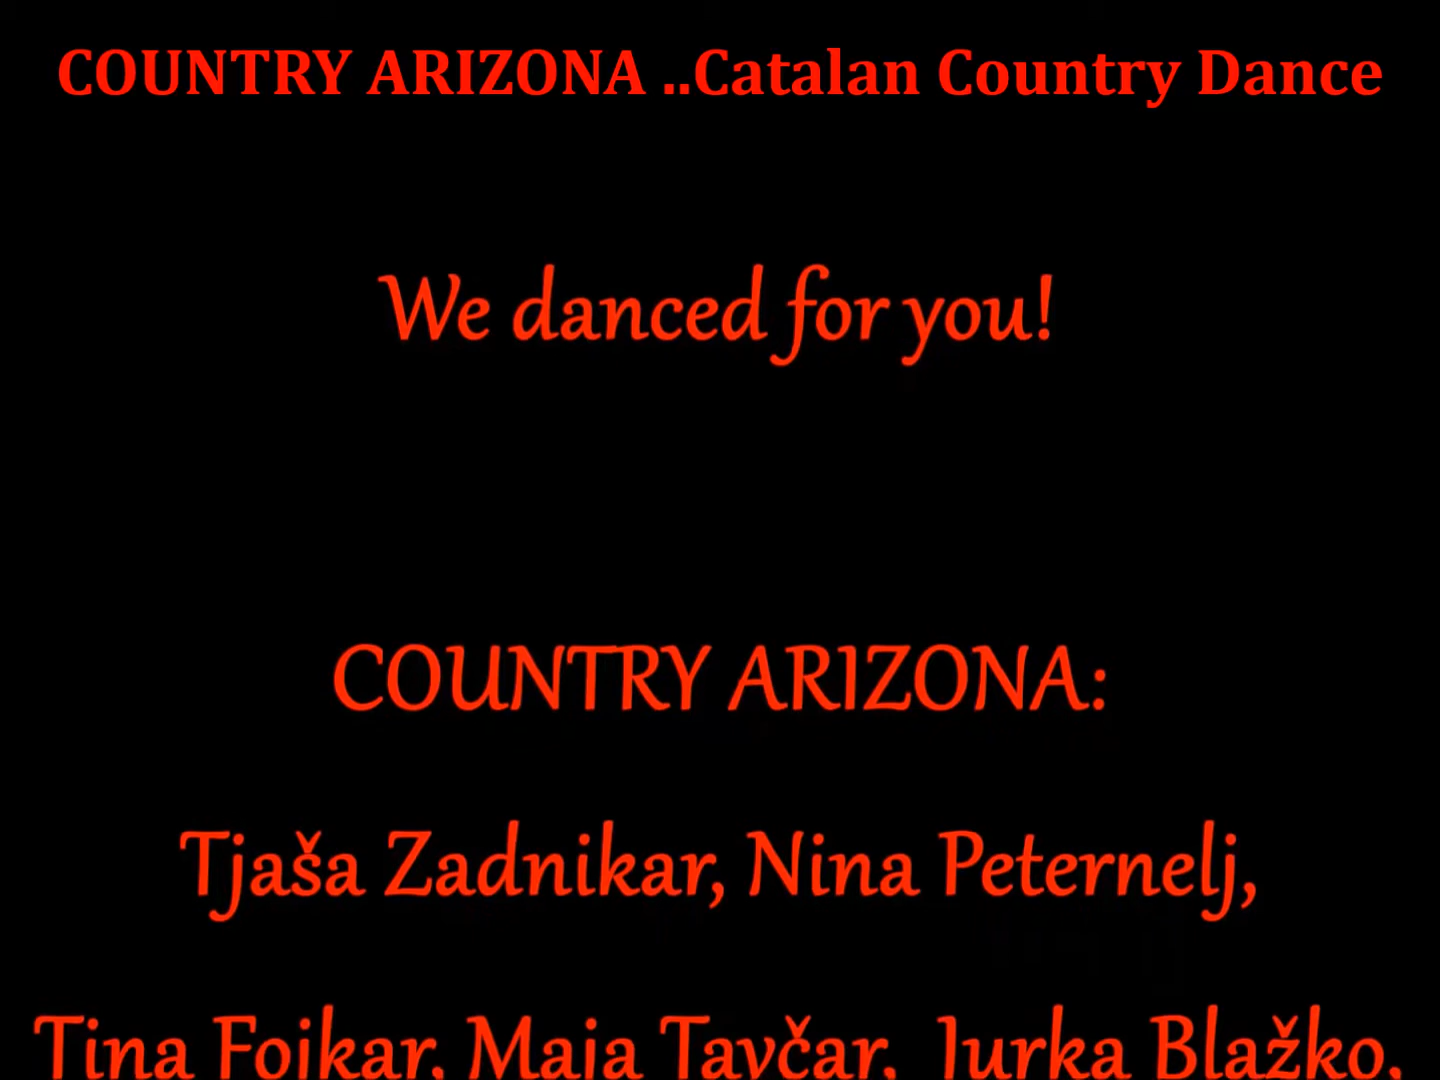 COUNTRY ARIZONA ..Catalan Country Dance
We danced for you!
COUNTRY ARIZONA:
Tjaša Zadnikar, Nina Peternelj,
Tina Fojkar, Maja Tavčar, Jurka Blažko,